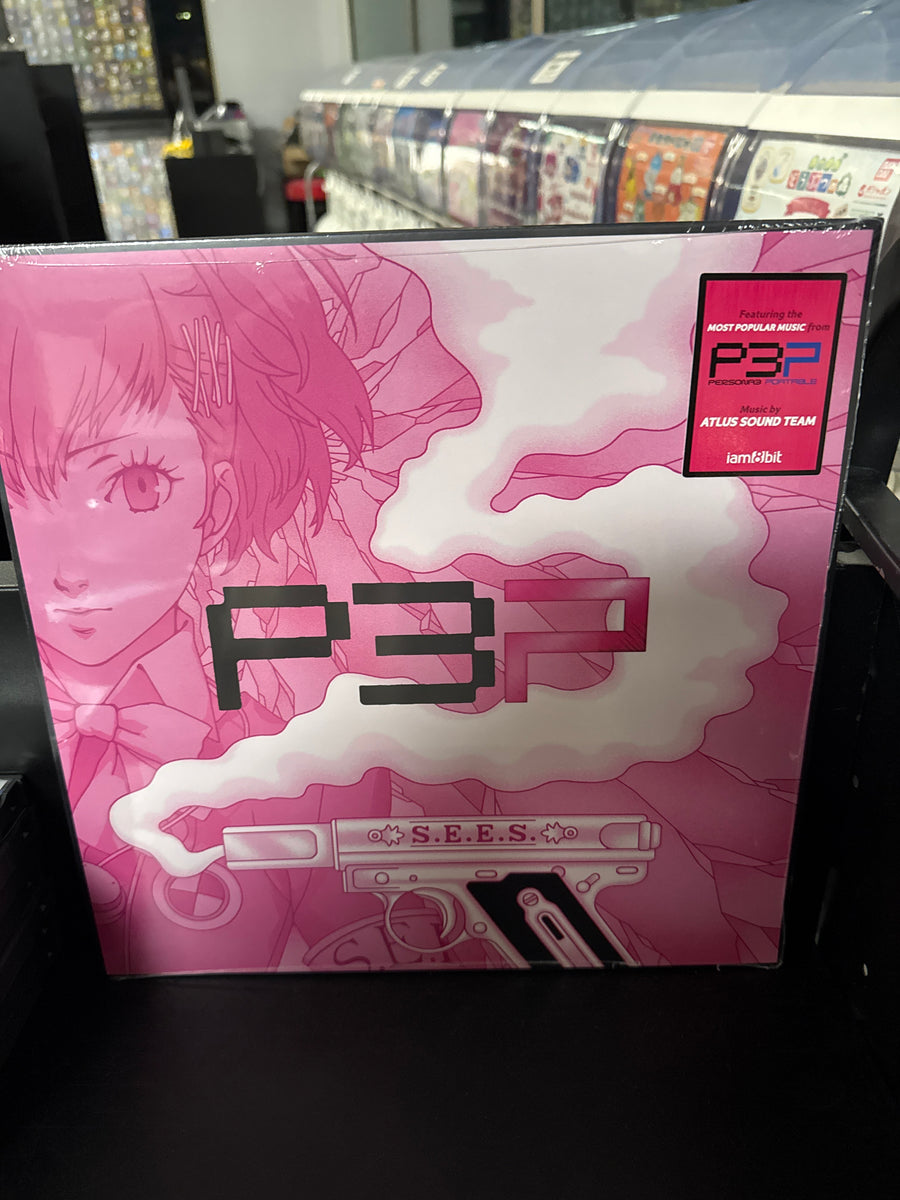 Featuring the
MOST POPULAR MUSIC from
P3P
PERSONA3 PORTABLE
Music by
ATLUS SOUND TEAM
iam8bit
P3P
S.E.E.S.